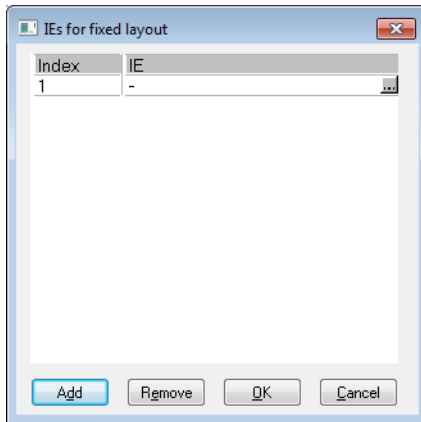 IEs for fixed layout
Index IE
1 -
...
Add Remove OK Cancel